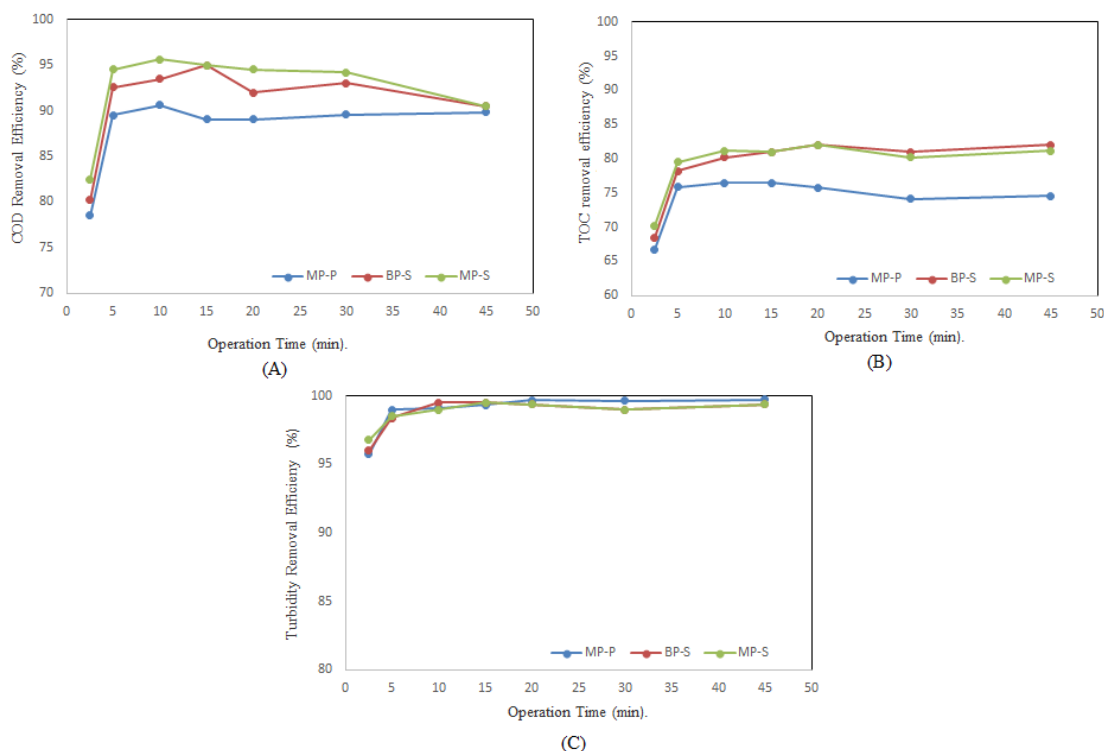 100
95
90
85
80
75
70
COD Removal Efficiency (%)
MP-P BP-S MP-S
0 5 10 15 20 25 30 35 40 45 50
Operation Time (min).
(A)
100
95
90
85
80
75
70
65
60
TOC removal efficiency (%)
MP-P BP-S MP-S
0 5 10 15 20 25 30 35 40 45 50
Operation Time (min).
(B)
100
95
90
85
80
Turbidity Removal Efficieny (%)
MP-P BP-S MP-S
0 5 10 15 20 25 30 35 40 45 50
Operation Time (min).
(C)